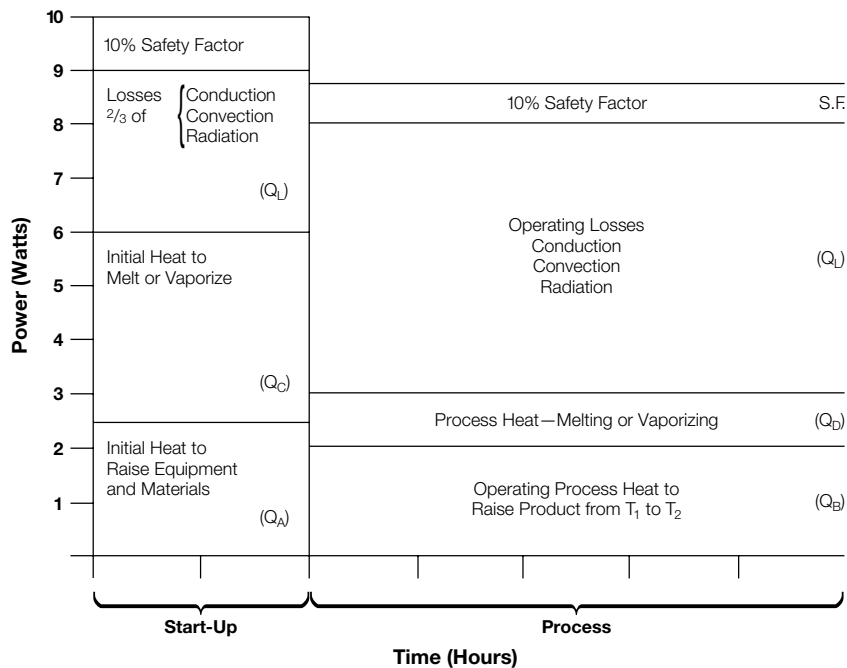 10
9
8
7
6
5
4
3
2
1
Power (Watts)
10% Safety Factor
Losses
2/3 of
Conduction
Convection
Radiation
(QL)
Initial Heat to
Melt or Vaporize
(QC)
Initial Heat to
Raise Equipment
and Materials
(QA)
10% Safety Factor S.F.
Operating Losses
Conduction
Convection
Radiation
(QL)
Process Heat—Melting or Vaporizing (QD)
Operating Process Heat to
Raise Product from T1 to T2
(QB)
Start-Up
Process
Time (Hours)